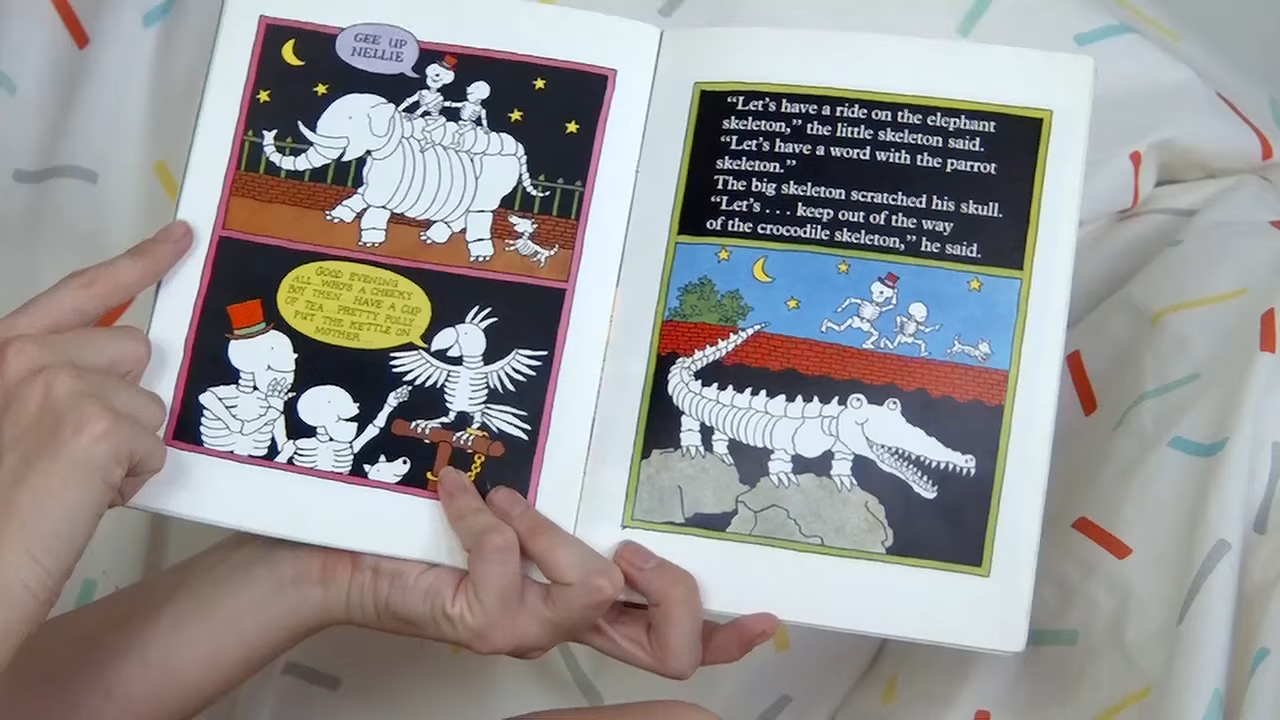 GEE UP
NELLIE
GOOD EVENING
ALL...WHO'S A CHEEKY
BOY THEN...HAVE A CUP
OF TEA...PRETTY POLLY
PUT THE KETTLE ON
MOTHER...
“Let's have a ride on the elephant
skeleton,” the little skeleton said.
“Let's have a word with the parrot
skeleton.”
The big skeleton scratched his skull.
“Let's . . . keep out of the way
of the crocodile skeleton,” he said.